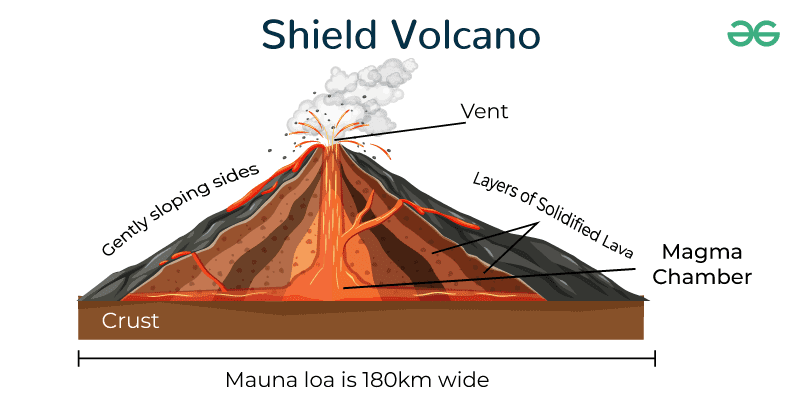 Shield Volcano
Vent
Gently sloping sides
Layers of Solidified Lava
Magma
Chamber
Crust
Mauna loa is 180km wide